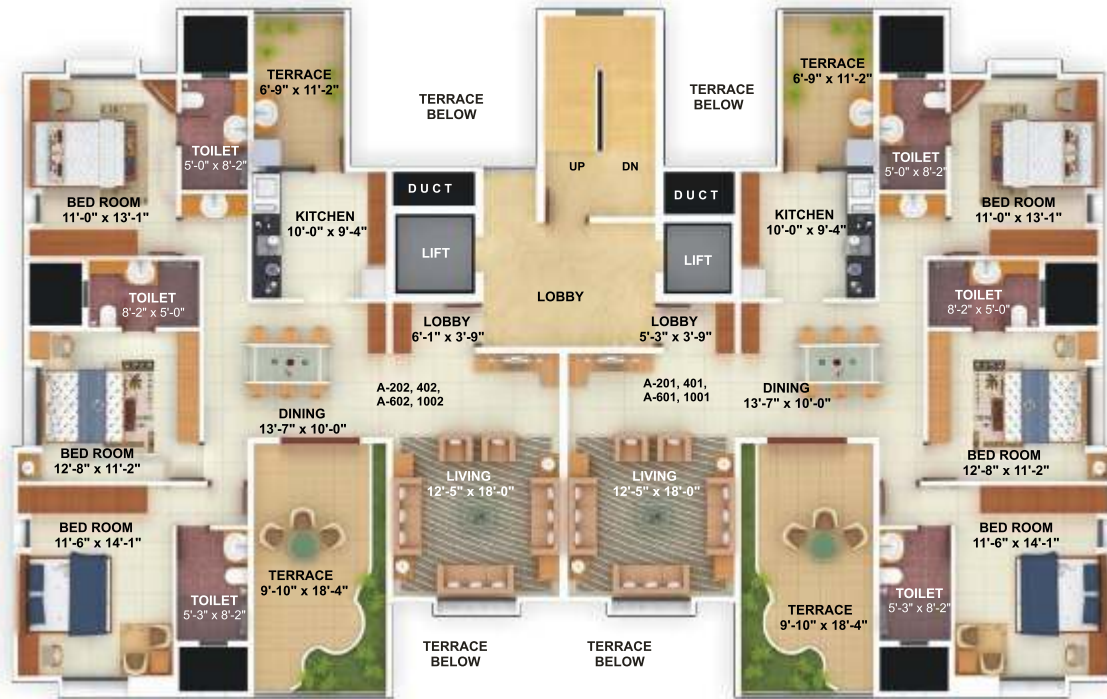 TERRACE
6'-9" x 11'-2"
TERRACE
BELOW
TERRACE
BELOW
TERRACE
6'-9" x 11'-2"
TOILET
5'-0" x 8'-2"
UP DN
TOILET
5'-0" x 8'-2"
BED ROOM
11'-0" x 13'-1"
DUCT
DUCT
BED ROOM
11'-0" x 13'-1"
KITCHEN
10'-0" x 9'-4"
KITCHEN
10'-0" x 9'-4"
LIFT
LIFT
TOILET
8'-2" x 5'-0"
LOBBY
TOILET
8'-2" x 5'-0"
LOBBY
6'-1" x 3'-9"
LOBBY
5'-3" x 3'-9"
A-202, 402,
A-602, 1002
A-201, 401,
A-601, 1001
DINING
13'-7" x 10'-0"
DINING
13'-7" x 10'-0"
BED ROOM
12'-8" x 11'-2"
LIVING
12'-5" x 18'-0"
LIVING
12'-5" x 18'-0"
BED ROOM
12'-8" x 11'-2"
BED ROOM
11'-6" x 14'-1"
BED ROOM
11'-6" x 14'-1"
TERRACE
9'-10" x 18'-4"
TOILET
5'-3" x 8'-2"
TOILET
5'-3" x 8'-2"
TERRACE
9'-10" x 18'-4"
TERRACE
BELOW
TERRACE
BELOW